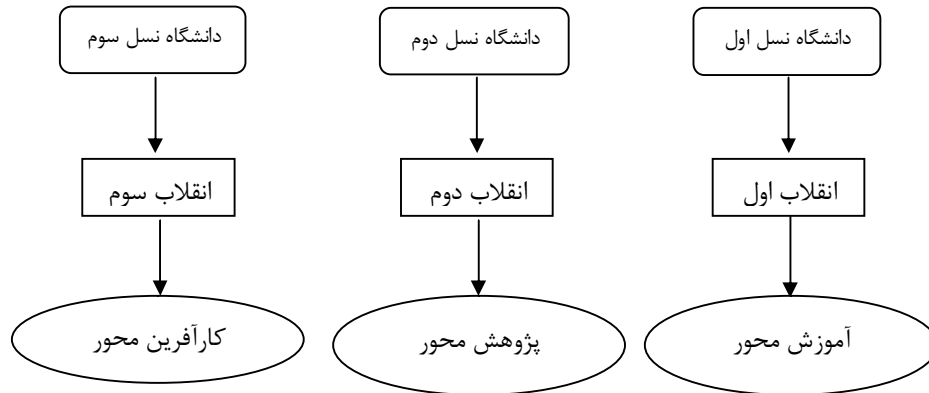 دانشگاه نسل اول
دانشگاه نسل دوم
دانشگاه نسل سوم
انقلاب اول
انقلاب دوم
انقلاب سوم
آموزش محور
پژوهش محور
کارآفرین محور